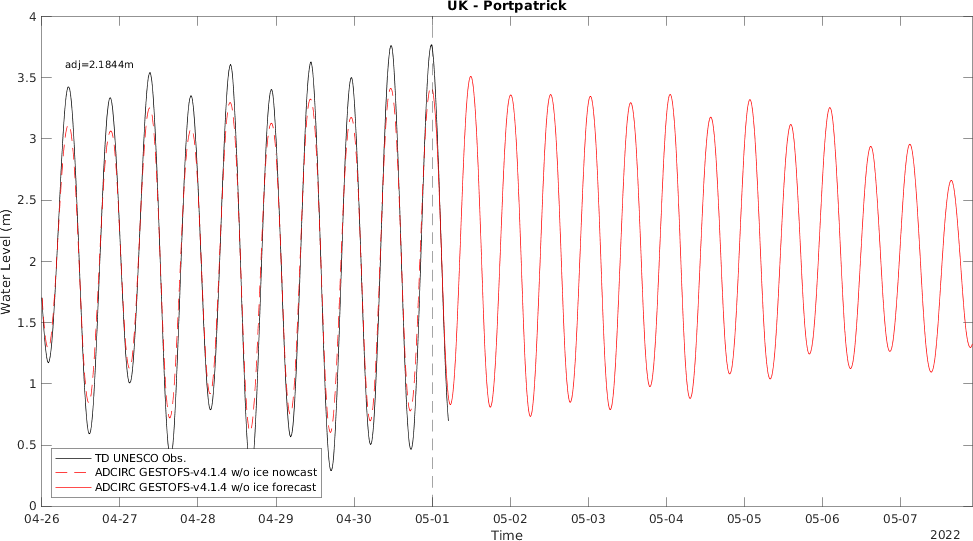 UK - Portpatrick
adj=2.1844m
Water Level (m)
4
3.5
3
2.5
2
1.5
1
0.5
0
TD UNESCO Obs.
ADCIRC GESTOFS-v4.1.4 w/o ice nowcast
ADCIRC GESTOFS-v4.1.4 w/o ice forecast
04-26 04-27 04-28 04-29 04-30 05-01 05-02 05-03 05-04 05-05 05-06 05-07
Time
2022